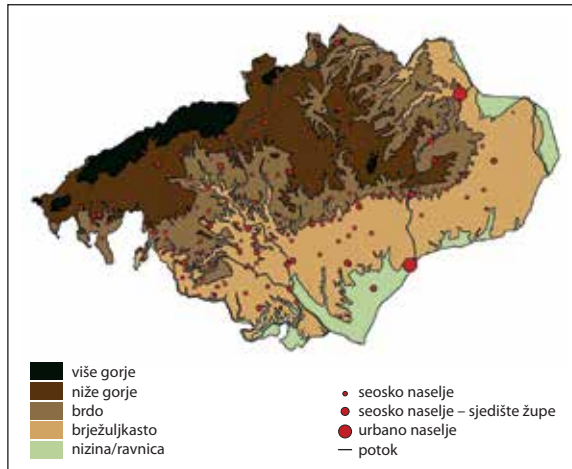 više gorje
niže gorje
brdo
brježuljkasto
nizina/ravnica
seosko naselje
seosko naselje – sjedište župe
urbano naselje
potok